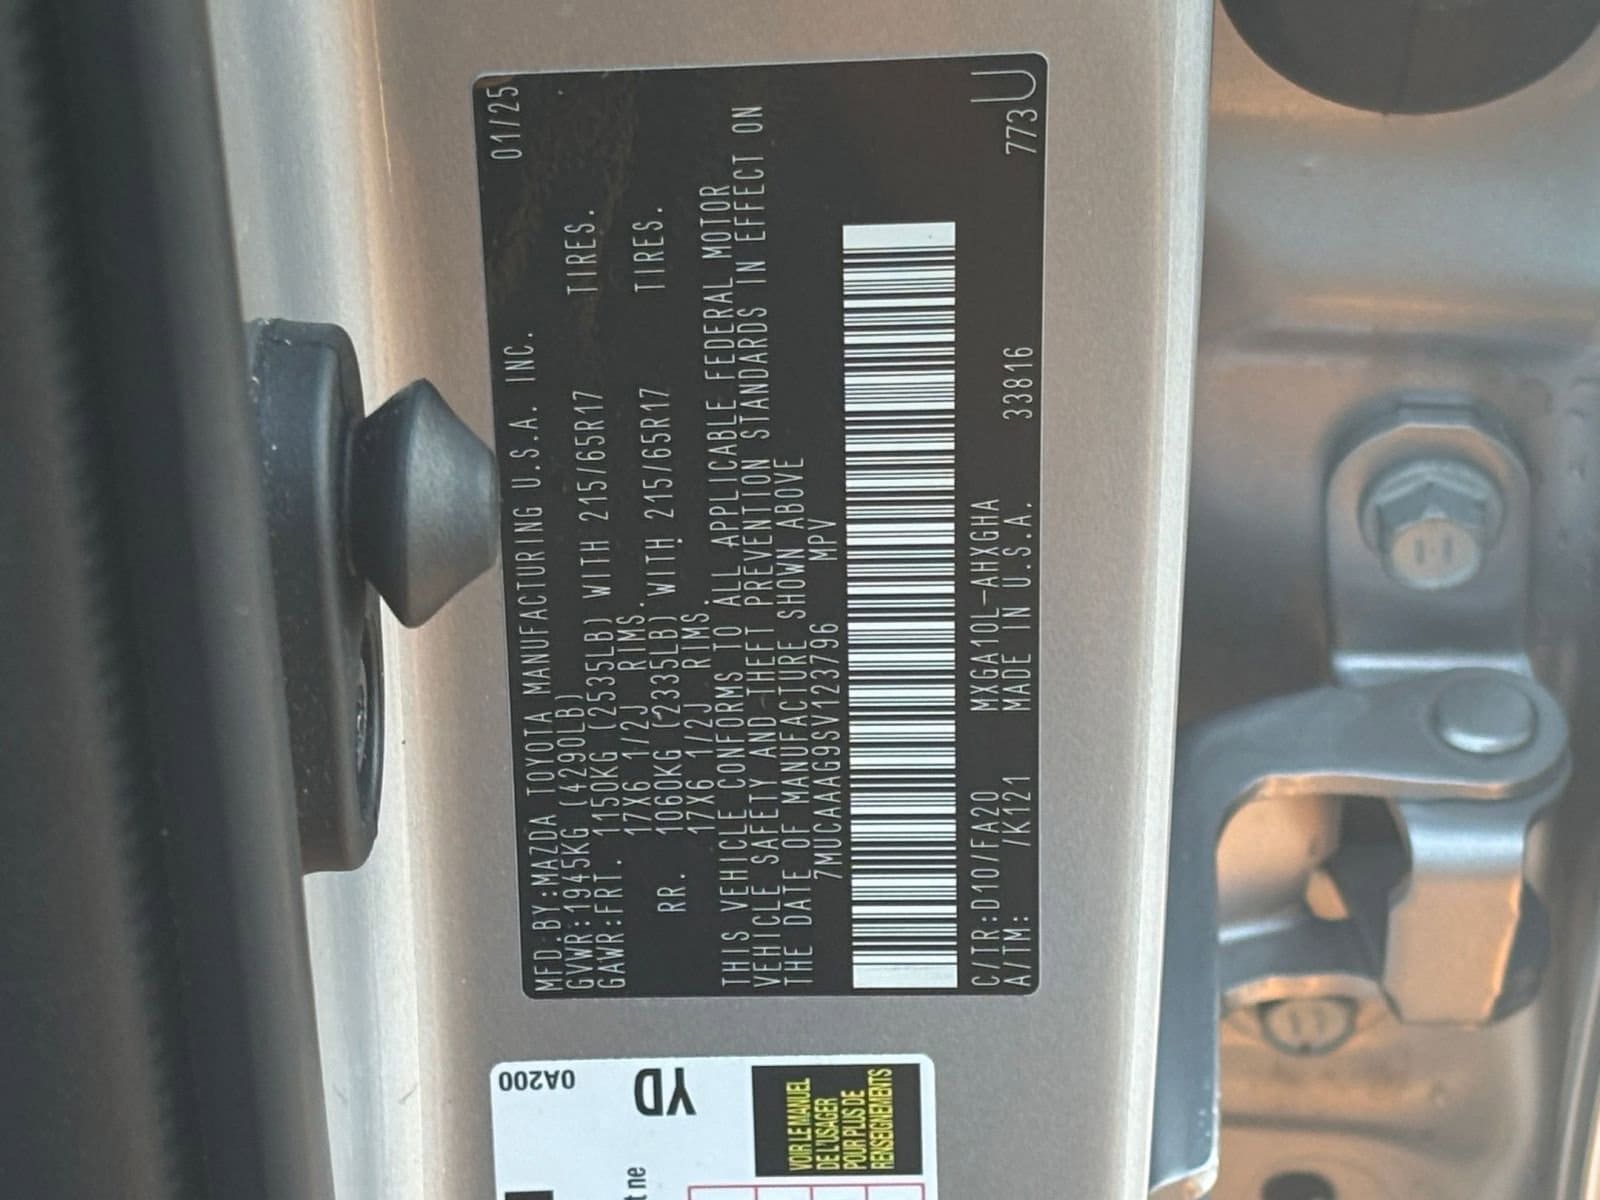 MFD.BY:MAZDA TOYOTA MANUFACTURING U.S.A. INC. 01/25
GVWR:1945KG (4290LB)
GAWR:FRT. 1150KG (2535LB) WITH 215/65R17 TIRES.
17X6 1/2J RIMS.
RR. 1060KG (2335LB) WITH 215/65R17 TIRES.
17X6 1/2J RIMS.
THIS VEHICLE CONFORMS TO ALL APPLICABLE FEDERAL MOTOR
VEHICLE SAFETY AND THEFT PREVENTION STANDARDS IN EFFECT ON
THE DATE OF MANUFACTURE SHOWN ABOVE
7MUCAAAG9SV123796 MPV
C/TR:D10/FA20 MXGA10L-AHXGHA 33816
A/TM: /K121 MADE IN U.S.A. 773U
0A200
YD
VOIR LE MANUEL
DE L'USAGER
POUR PLUS DE
RENSEIGNEMENTS